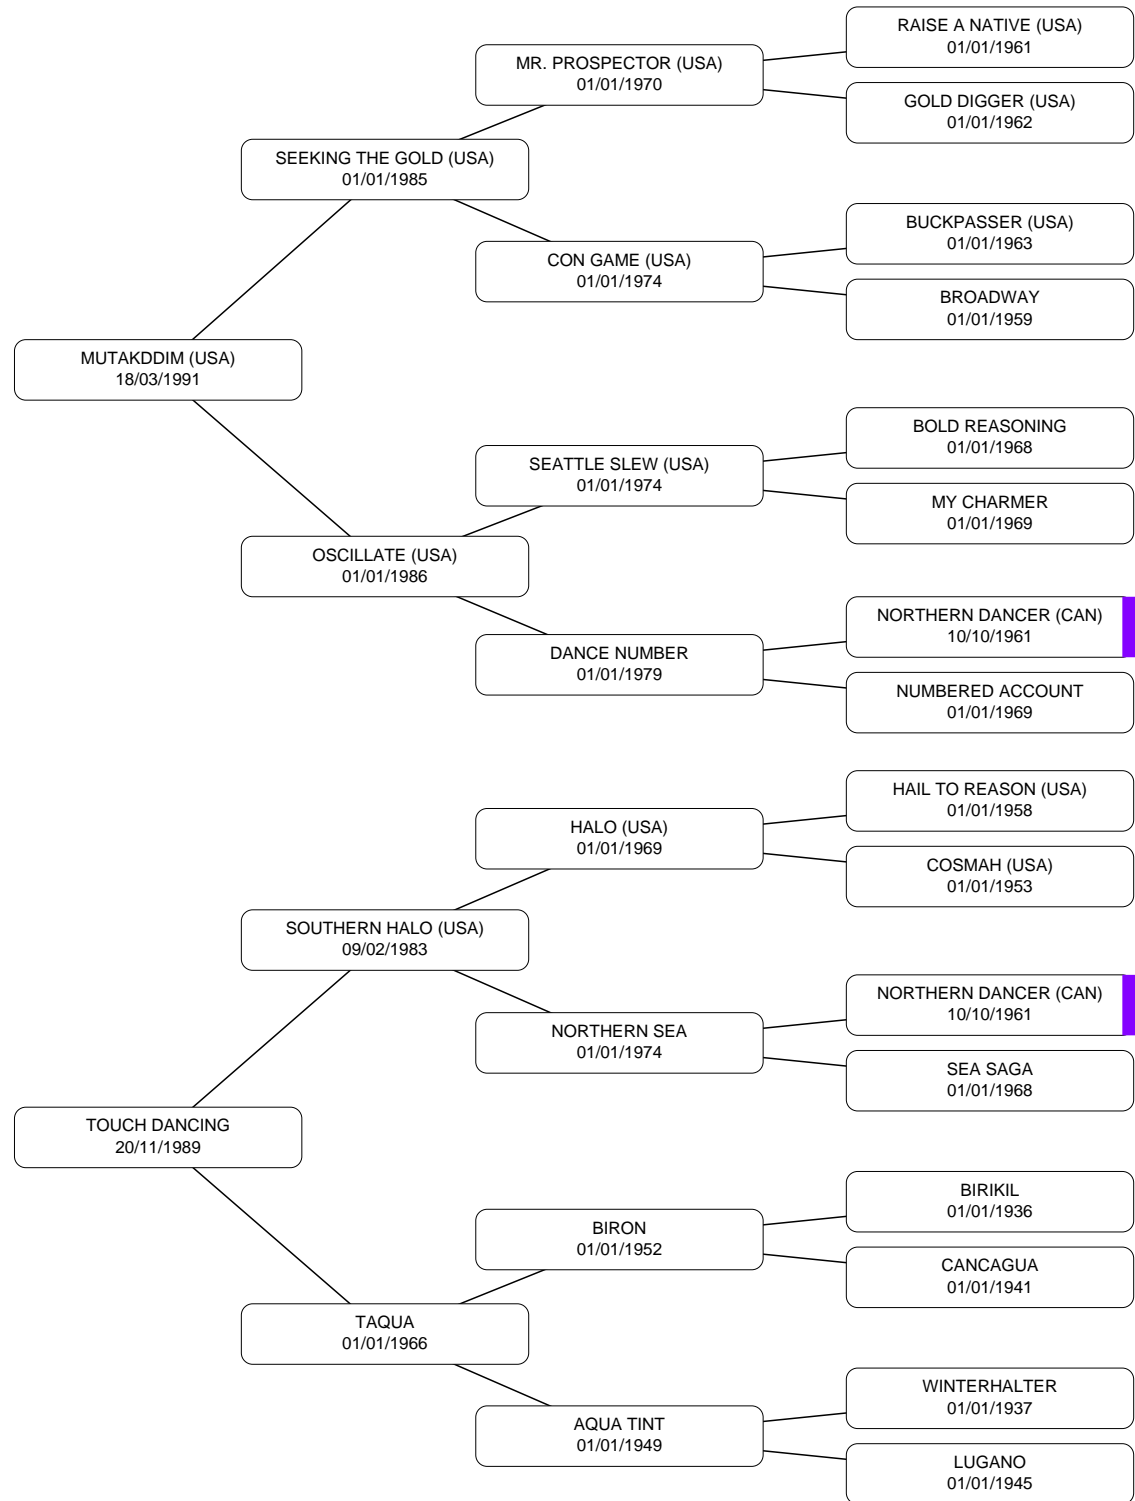 RAISE A NATIVE (USA)
01/01/1961
MR. PROSPECTOR (USA)
01/01/1970
GOLD DIGGER (USA)
01/01/1962
SEEKING THE GOLD (USA)
01/01/1985
BUCKPASSER (USA)
01/01/1963
CON GAME (USA)
01/01/1974
BROADWAY
01/01/1959
MUTAKDDIM (USA)
18/03/1991
BOLD REASONING
01/01/1968
SEATTLE SLEW (USA)
01/01/1974
MY CHARMER
01/01/1969
OSCILLATE (USA)
01/01/1986
NORTHERN DANCER (CAN)
10/10/1961
DANCE NUMBER
01/01/1979
NUMBERED ACCOUNT
01/01/1969
HAIL TO REASON (USA)
01/01/1958
HALO (USA)
01/01/1969
COSMAH (USA)
01/01/1953
SOUTHERN HALO (USA)
09/02/1983
NORTHERN DANCER (CAN)
10/10/1961
NORTHERN SEA
01/01/1974
SEA SAGA
01/01/1968
TOUCH DANCING
20/11/1989
BIRIKIL
01/01/1936
BIRON
01/01/1952
CANCAGUA
01/01/1941
TAQUA
01/01/1966
WINTERHALTER
01/01/1937
AQUA TINT
01/01/1949
LUGANO
01/01/1945